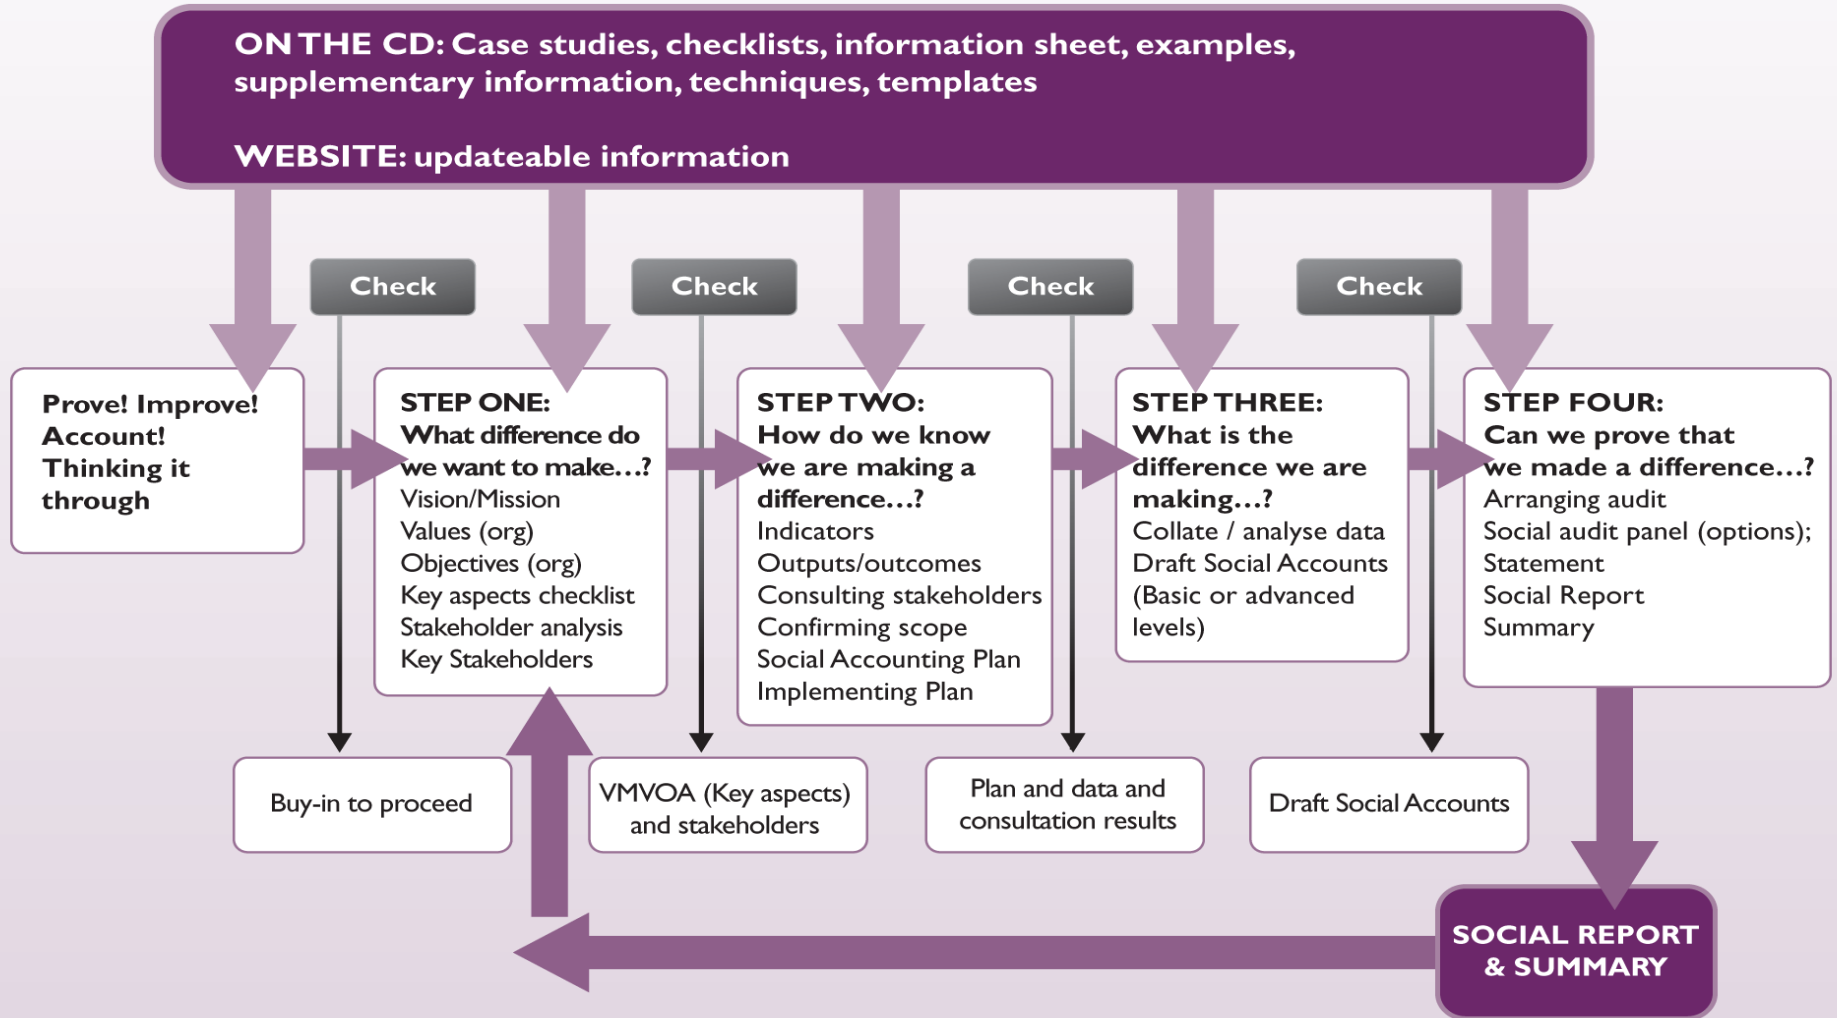 ON THE CD: Case studies, checklists, information sheet, examples,
supplementary information, techniques, templates
WEBSITE: updateable information
Check
Check
Check
Check
Prove! Improve!
Account!
Thinking it
through
STEP ONE:
What difference do
we want to make...?
Vision/Mission
Values (org)
Objectives (org)
Key aspects checklist
Stakeholder analysis
Key Stakeholders
STEP TWO:
How do we know
we are making a
difference...?
Indicators
Outputs/outcomes
Consulting stakeholders
Confirming scope
Social Accounting Plan
Implementing Plan
STEP THREE:
What is the
difference we are
making...?
Collate / analyse data
Draft Social Accounts
(Basic or advanced
levels)
STEP FOUR:
Can we prove that
we made a difference...?
Arranging audit
Social audit panel (options);
Statement
Social Report
Summary
Buy-in to proceed
VMVOA (Key aspects)
and stakeholders
Plan and data and
consultation results
Draft Social Accounts
SOCIAL REPORT
& SUMMARY